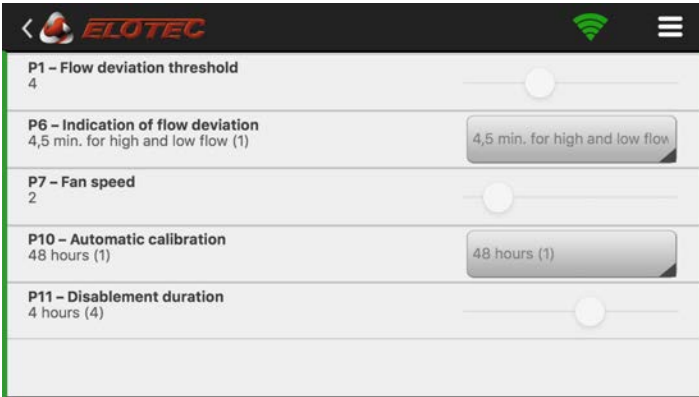 ELOTEC
P1 – Flow deviation threshold
4
P6 – Indication of flow deviation
4,5 min. for high and low flow (1)
4,5 min. for high and low flow
P7 – Fan speed
2
P10 – Automatic calibration
48 hours (1)
48 hours (1)
P11 – Disablement duration
4 hours (4)